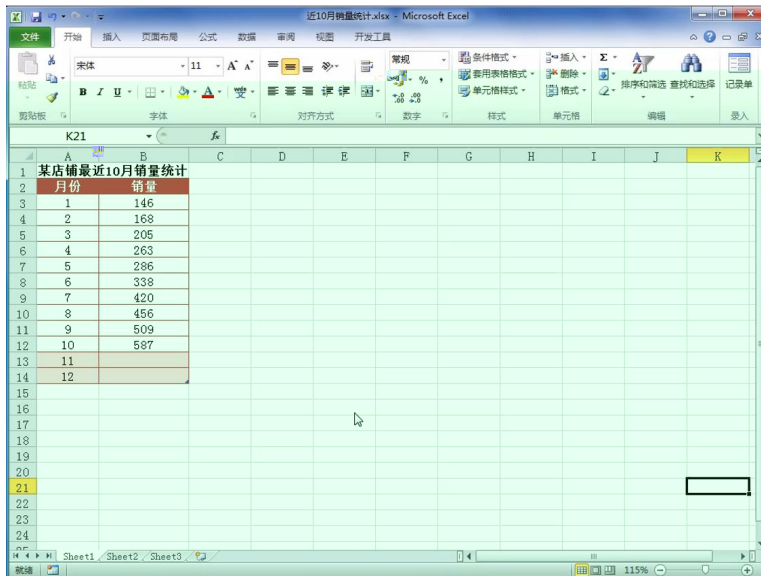 近10月销量统计.xlsx - Microsoft Excel
文件 开始 插入 页面布局 公式 数据 审阅 视图 开发工具
粘贴 宋体 11 A A 常规 条件格式 插入 Σ
套用表格格式 删除 排序和筛选 查找和选择 记录单
B I U A 變 % , 单元格样式 格式
剪贴板 字体 对齐方式 数字 样式 单元格 编辑 录入
K21 fx
A B C D E F G H I J K
1 某店铺最近10月销量统计
2 月份 销量
3 1 146
4 2 168
5 3 205
6 4 263
7 5 286
8 6 338
9 7 420
10 8 456
11 9 509
12 10 587
13 11
14 12
15
16
17
18
19
20
21
22
23
24
25
Sheet1 Sheet2 Sheet3
就绪 115%